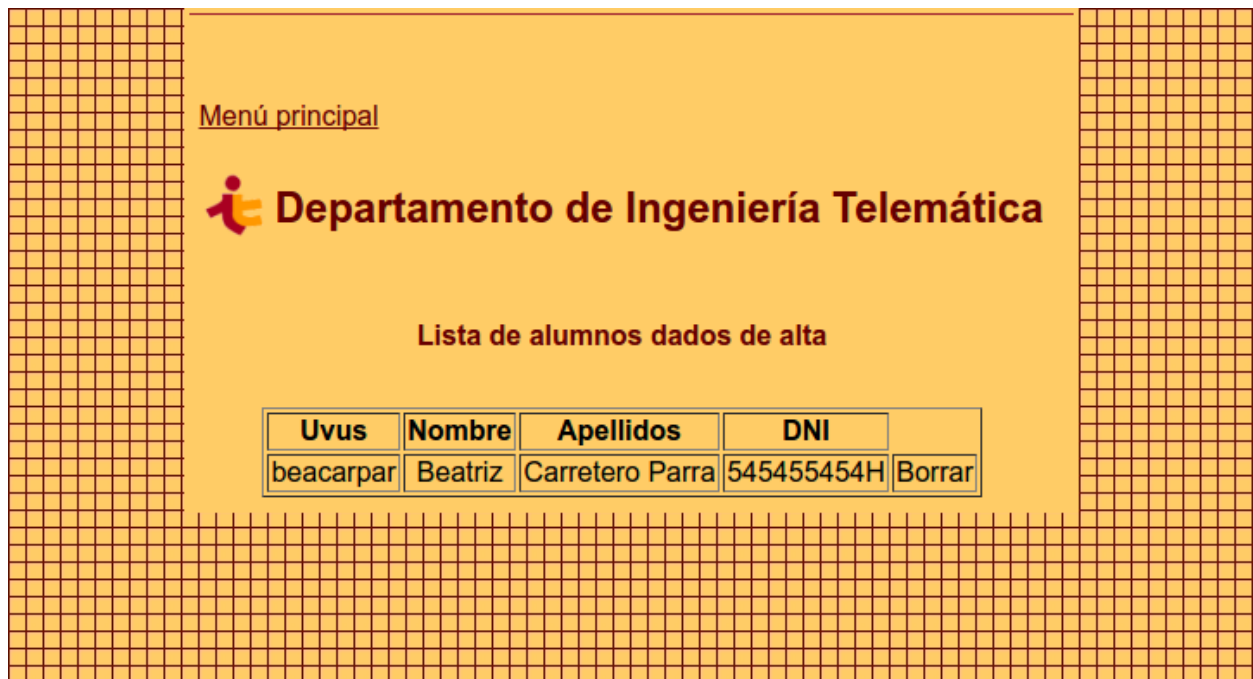 Menú principal
Departamento de Ingeniería Telemática
Lista de alumnos dados de alta
Uvus Nombre Apellidos DNI
beacarpar Beatriz Carretero Parra 545455454H Borrar